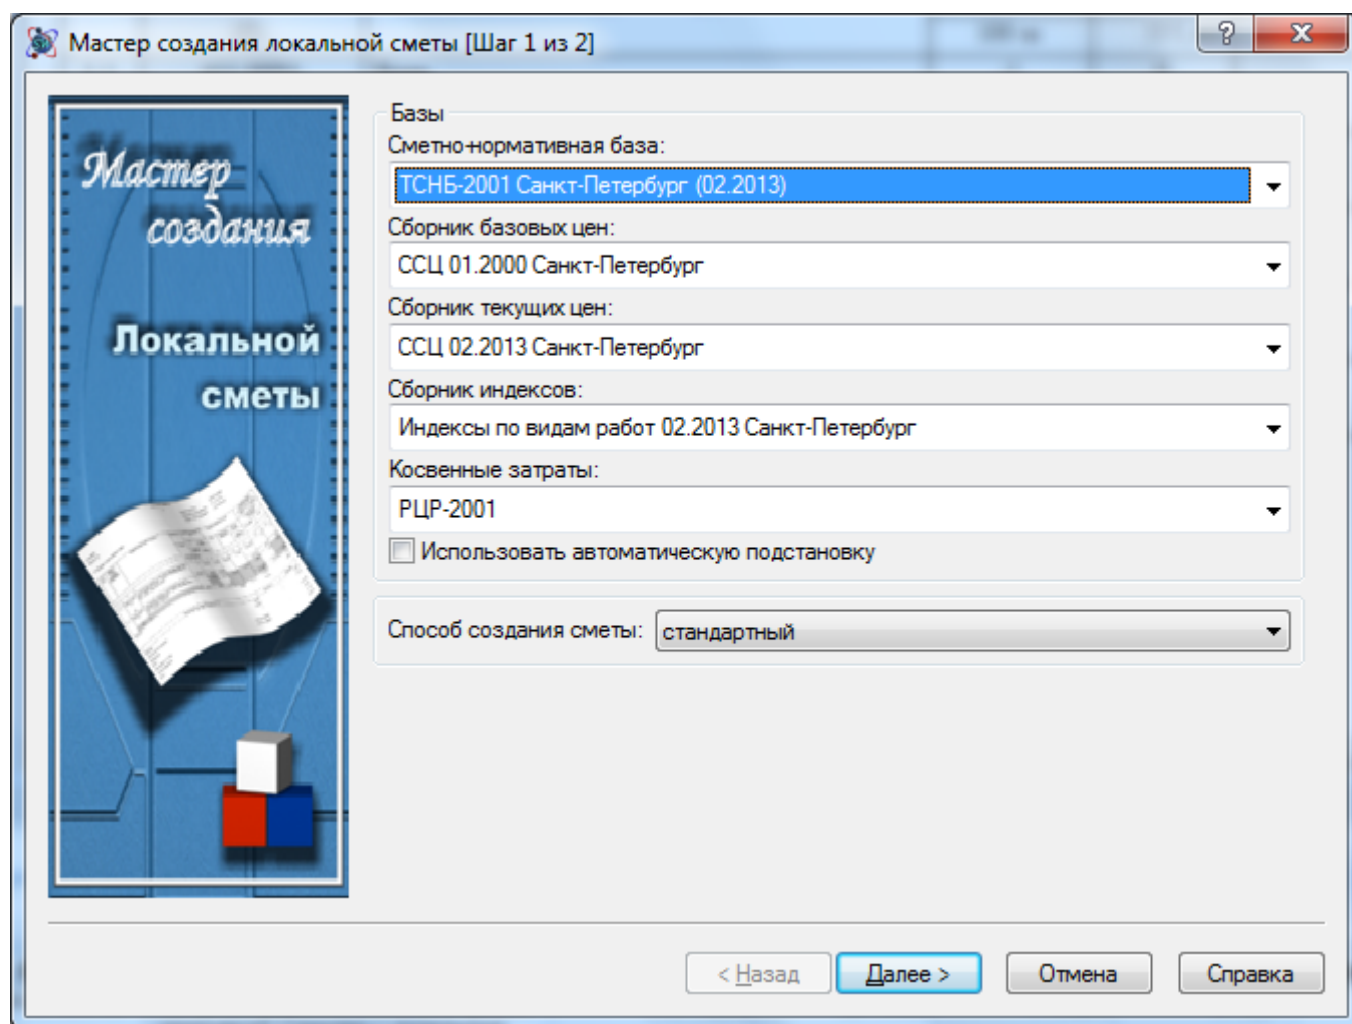 Мастер создания локальной сметы [Шаг 1 из 2]
Мастер
создания
Локальной
сметы
Базы
Сметно-нормативная база:
ТСНБ-2001 Санкт-Петербург (02.2013)
Сборник базовых цен:
ССЦ 01.2000 Санкт-Петербург
Сборник текущих цен:
ССЦ 02.2013 Санкт-Петербург
Сборник индексов:
Индексы по видам работ 02.2013 Санкт-Петербург
Косвенные затраты:
РЦР-2001
Использовать автоматическую подстановку
Способ создания сметы: стандартный
< Назад Далее > Отмена Справка